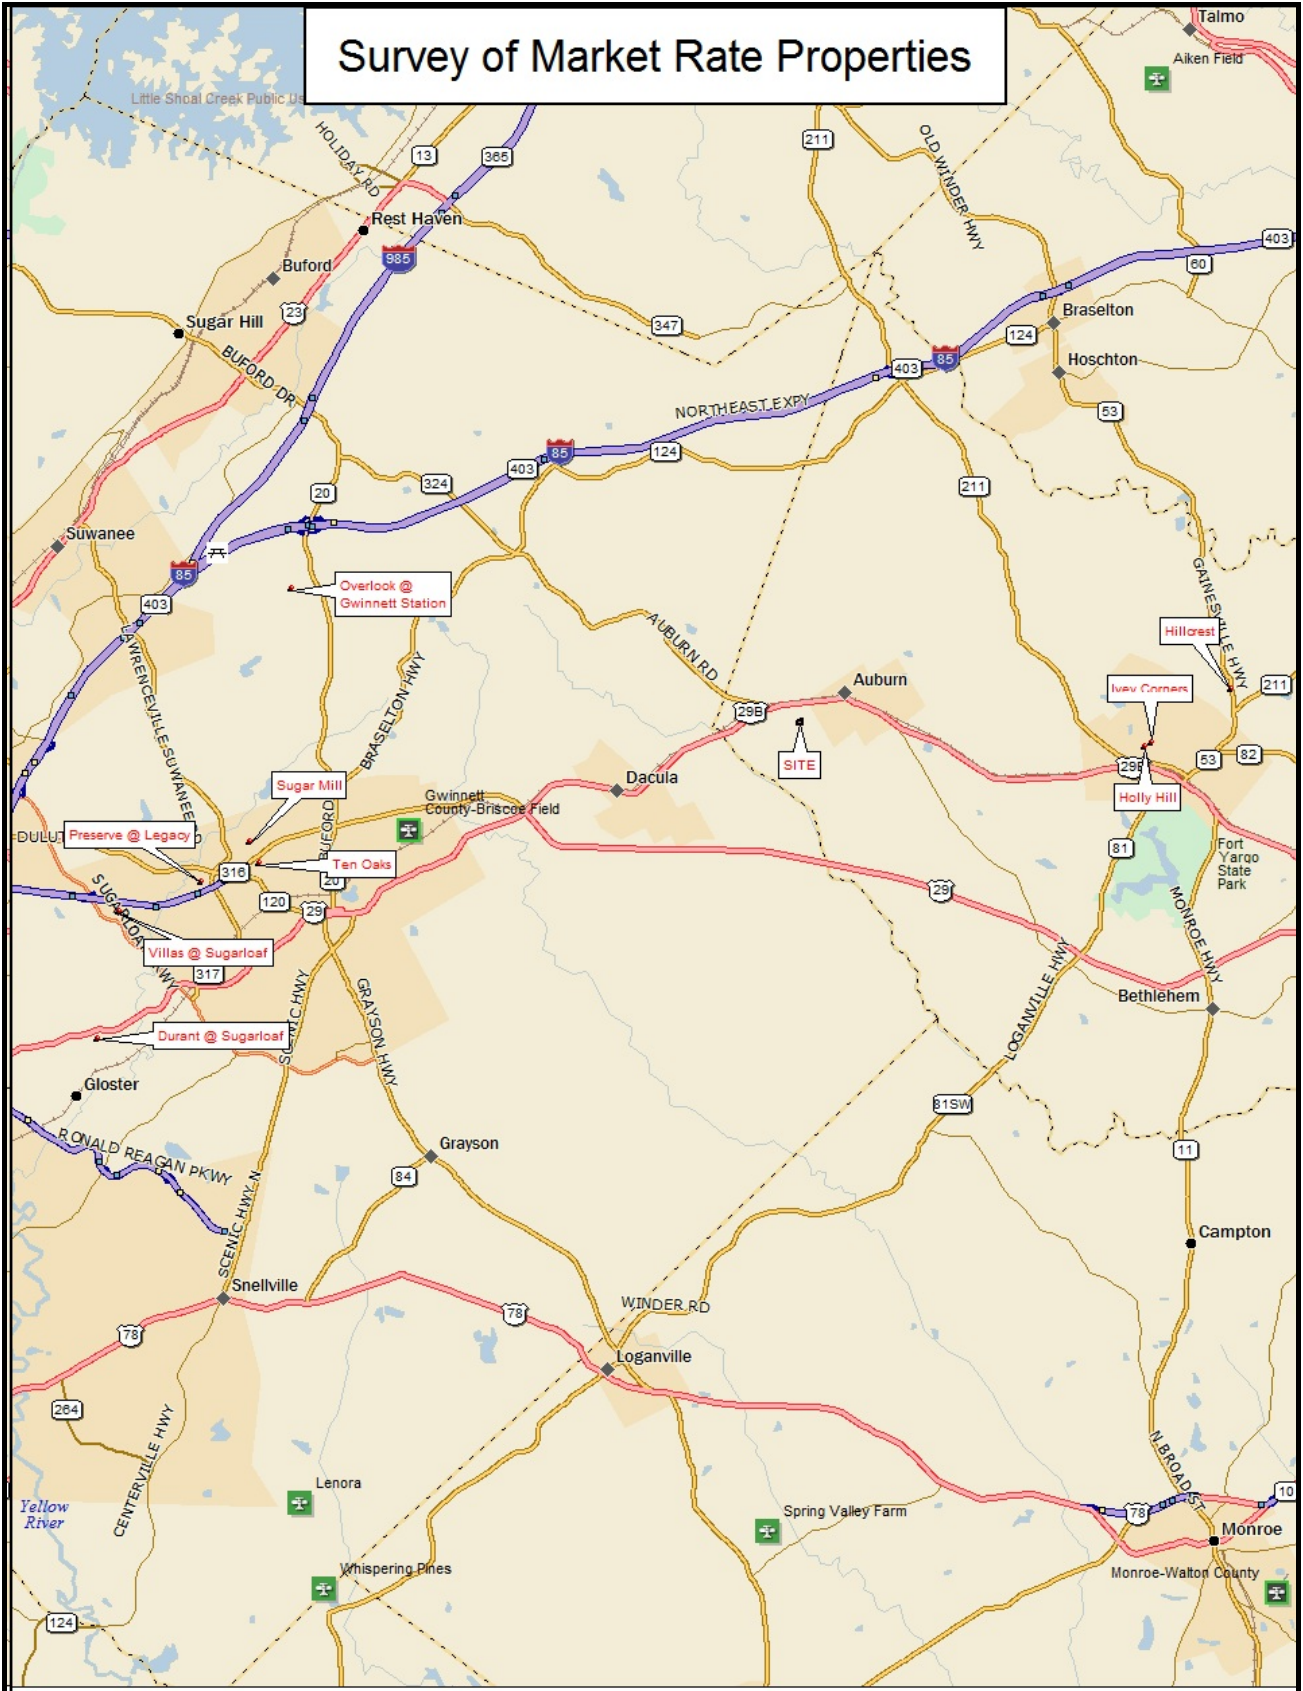 Survey of Market Rate Properties
Talmo
Aiken Field
Little Shoal Creek Public Us
HOLIDAY RD
13
365
211
OLD WINDER HWY
Rest Haven
985
403
60
Buford
23
Sugar Hill
BUFORD DR
347
Braselton
124
85
403
Hoschton
53
NORTHEAST EXPY
85
403
124
324
20
211
Suwanee
85
403
Overlook @
Gwinnett Station
GAINESVILLE HWY
Hillcrest
LAWRENCEVILLE-SUWANEE RD
BRASELTON HWY
AUBURN RD
Auburn
Ivey Corners
211
29B
SITE
53
82
Holly Hill
Dacula
Sugar Mill
Gwinnett
County-Briscoe Field
BUFORD
Preserve @ Legacy
Ten Oaks
316
20
120
29
SUGARLOA
WY
Villas @ Sugarloaf
317
Fort
Yargo
State
Park
81
29
MONROE HWY
Bethlehem
LOGANVILLE HWY
SCENIC HWY
GRAYSON HWY
Durant @ Sugarloaf
Gloster
RONALD REAGAN PKWY
81SW
Grayson
84
11
Campton
SCENIC HWY N
Snellville
78
78
WINDER RD
Loganville
264
CENTERVILLE HWY
N BROAD ST
Lenora
Yellow
River
Spring Valley Farm
78
10
Monroe
Whispering Pines
Monroe-Walton County
124